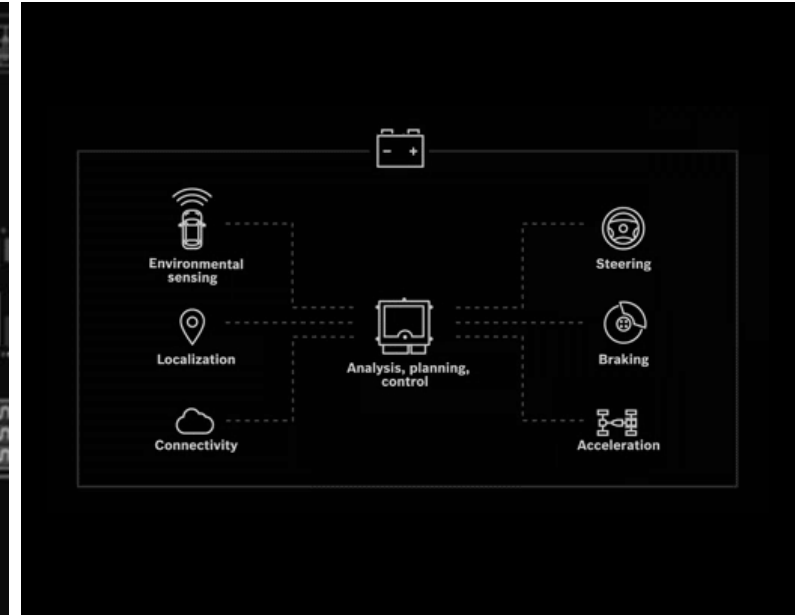 - +
Environmental
sensing
Localization
Connectivity
Analysis, planning,
control
Steering
Braking
Acceleration